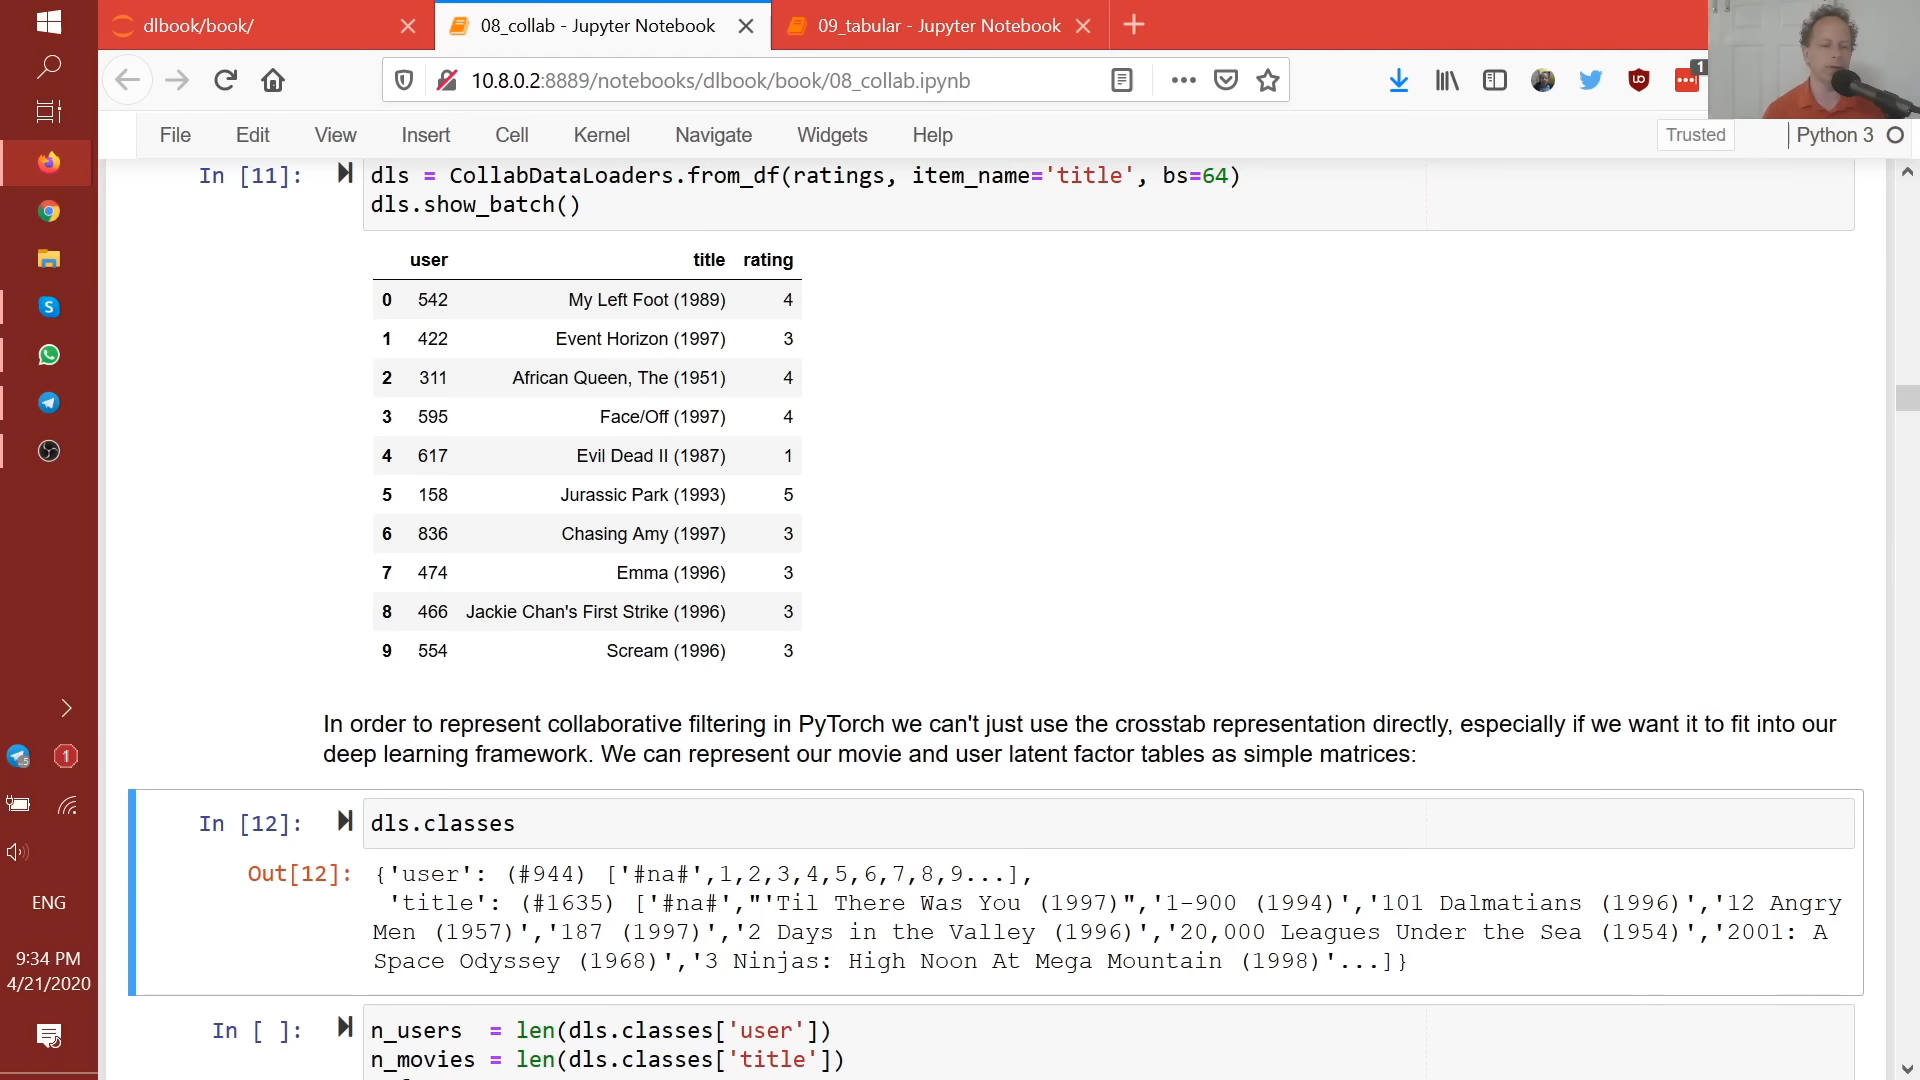 dlbook/book/
08_collab - Jupyter Notebook
09_tabular - Jupyter Notebook
10.8.0.2:8889/notebooks/dlbook/book/08_collab.ipynb
1
File Edit View Insert Cell Kernel Navigate Widgets Help
Trusted
Python 3
In [11]:
dls = CollabDataLoaders.from_df(ratings, item_name='title', bs=64)
dls.show_batch()
user title rating
0 542 My Left Foot (1989) 4
1 422 Event Horizon (1997) 3
2 311 African Queen, The (1951) 4
3 595 Face/Off (1997) 4
4 617 Evil Dead II (1987) 1
5 158 Jurassic Park (1993) 5
6 836 Chasing Amy (1997) 3
7 474 Emma (1996) 3
8 466 Jackie Chan's First Strike (1996) 3
9 554 Scream (1996) 3
In order to represent collaborative filtering in PyTorch we can't just use the crosstab representation directly, especially if we want it to fit into our
deep learning framework. We can represent our movie and user latent factor tables as simple matrices:
In [12]:
dls.classes
Out[12]:
{'user': (#944) ['#na#',1,2,3,4,5,6,7,8,9...],
'title': (#1635) ['#na#',"'Til There Was You (1997)",'1-900 (1994)','101 Dalmatians (1996)','12 Angry
Men (1957)','187 (1997)','2 Days in the Valley (1996)','20,000 Leagues Under the Sea (1954)','2001: A
Space Odyssey (1968)','3 Ninjas: High Noon At Mega Mountain (1998)'...]}
In [ ]:
n_users = len(dls.classes['user'])
n_movies = len(dls.classes['title'])
1
ENG
9:34 PM
4/21/2020